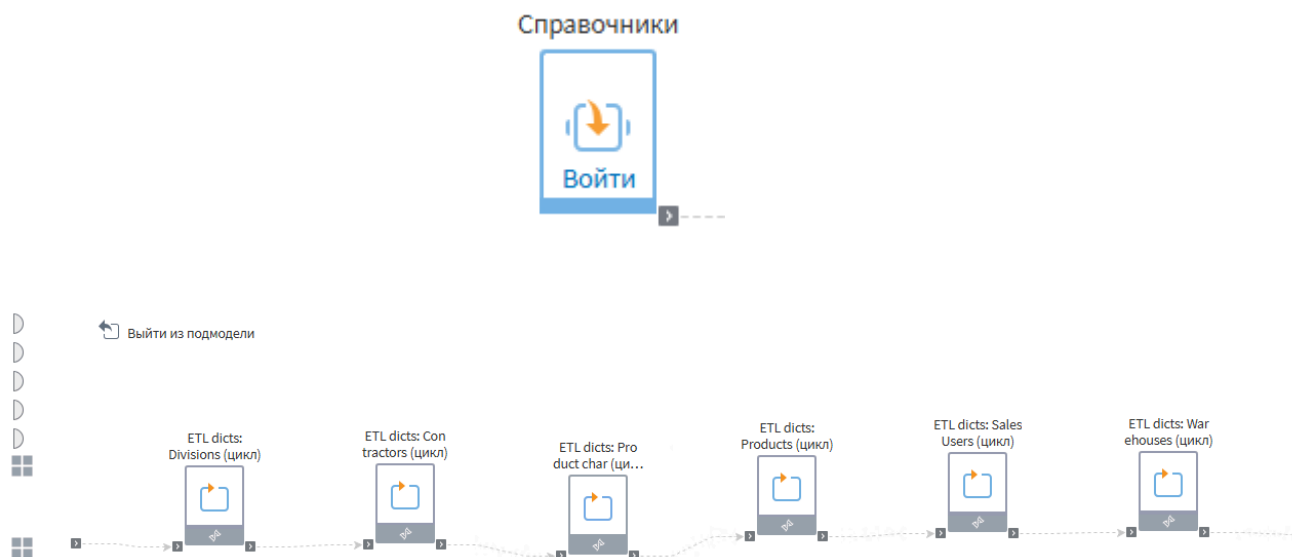 Справочники
Войти
Выйти из подмодели
ETL dicts:
Divisions (цикл)
ETL dicts: Con
tractors (цикл)
ETL dicts: Pro
duct char (ци...
ETL dicts:
Products (цикл)
ETL dicts: Sales
Users (цикл)
ETL dicts: War
ehouses (цикл)